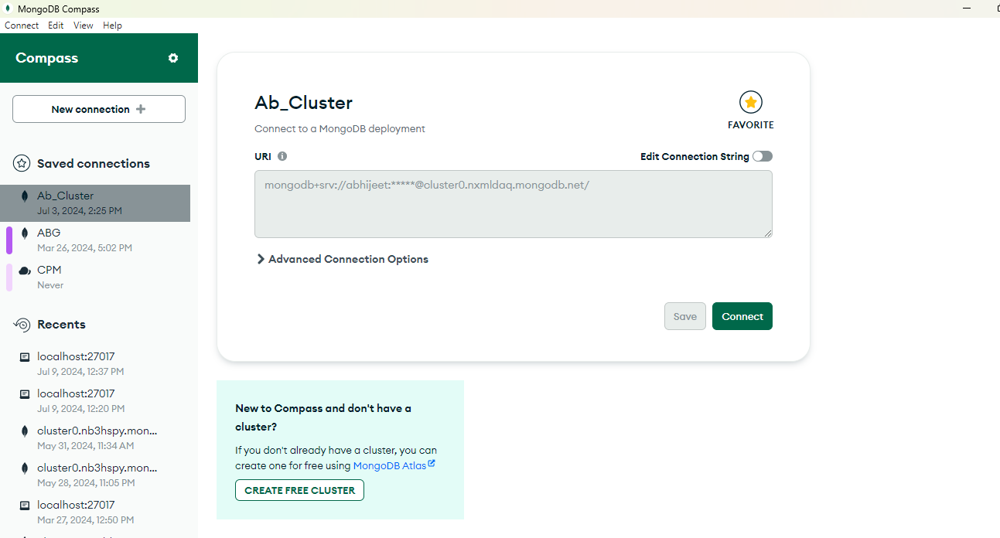 MongoDB Compass
Connect Edit View Help
Compass
New connection
Saved connections
Ab_Cluster
Jul 3, 2024, 2:25 PM
ABG
Mar 26, 2024, 5:02 PM
CPM
Never
Recents
localhost:27017
Jul 9, 2024, 12:37 PM
localhost:27017
Jul 9, 2024, 12:20 PM
cluster0.nb3hspy.mon...
May 31, 2024, 11:34 AM
cluster0.nb3hspy.mon...
May 28, 2024, 11:05 PM
localhost:27017
Mar 27, 2024, 12:50 PM
Ab_Cluster
FAVORITE
Connect to a MongoDB deployment
URI
Edit Connection String
mongodb+srv://abhijeet:*****@cluster0.nxmldaq.mongodb.net/
Advanced Connection Options
Save Connect
New to Compass and don't have a
cluster?
If you don't already have a cluster, you can
create one for free using MongoDB Atlas
CREATE FREE CLUSTER